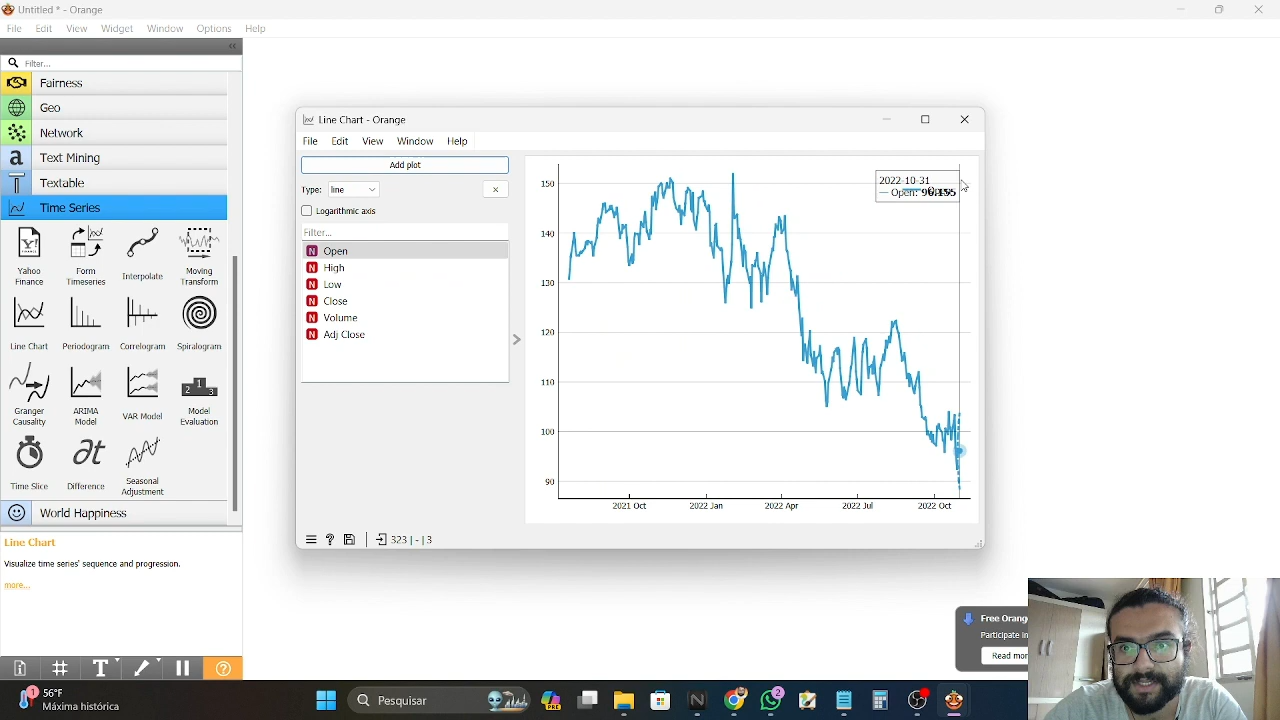 Untitled * - Orange
File Edit View Widget Window Options Help
Filter...
Fairness
Geo
Network
Text Mining
Textable
Time Series
Yahoo Finance
Form Timeseries
Interpolate
Moving Transform
Line Chart
Periodogram
Correlogram
Spiralogram
Granger Causality
ARIMA Model
VAR Model
Model Evaluation
Time Slice
Difference
Seasonal Adjustment
World Happiness
Line Chart
Visualize time series' sequence and progression.
more...
Line Chart - Orange
File Edit View Window Help
Add plot
Type: line
Logarithmic axis
Filter...
N Open
N High
N Low
N Close
N Volume
N Adj Close
323 | - | 3
150
140
130
120
110
100
90
2021 Oct 2022 Jan 2022 Apr 2022 Jul 2022 Oct
2022-10-31
Open:
Free Orang
Participate in
Read mor
56°F
Máxima histórica
Pesquisar